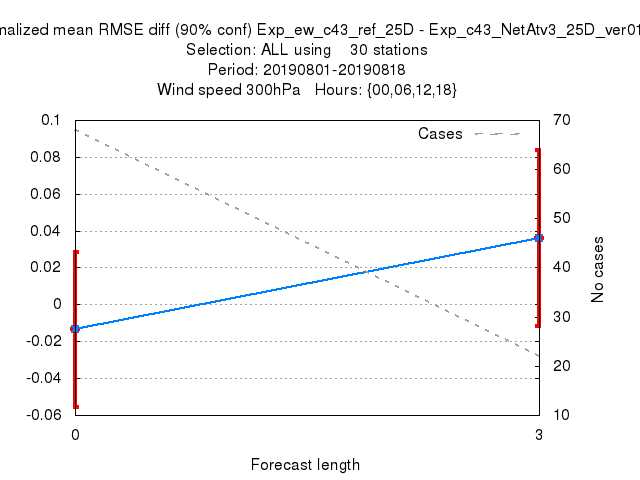 malized mean RMSE diff (90% conf) Exp_ew_c43_ref_25D - Exp_c43_NetAtv3_25D_ver01
Selection: ALL using 30 stations
Period: 20190801-20190818
Wind speed 300hPa Hours: {00,06,12,18}
Cases
0.1
0.08
0.06
0.04
0.02
0
-0.02
-0.04
-0.06
70
60
50
40
30
20
10
No cases
0 3
Forecast length